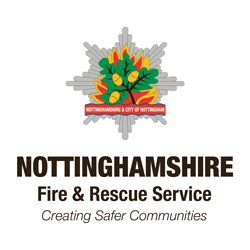 NOTTINGHAMSHIRE & CITY OF NOTTINGHAM
NOTTINGHAMSHIRE
Fire & Rescue Service
Creating Safer Communities